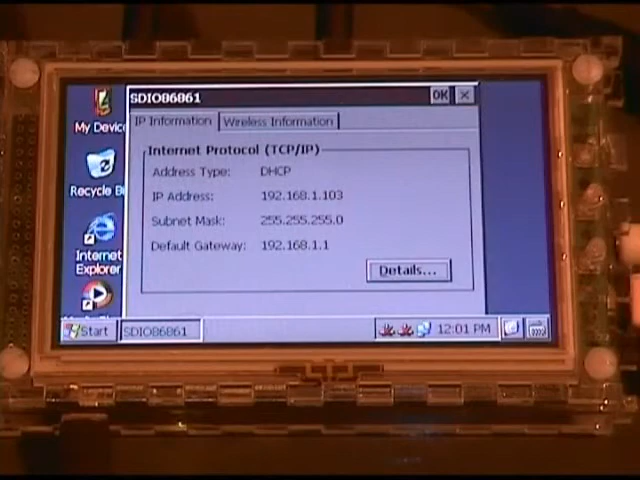 SDIO86861
OK
IP Information
Wireless Information
My Devic
Recycle B
Internet
Explorer
Internet Protocol (TCP/IP)
Address Type: DHCP
IP Address: 192.168.1.103
Subnet Mask: 255.255.255.0
Default Gateway: 192.168.1.1
Details...
Start
SDIO86861
12:01 PM